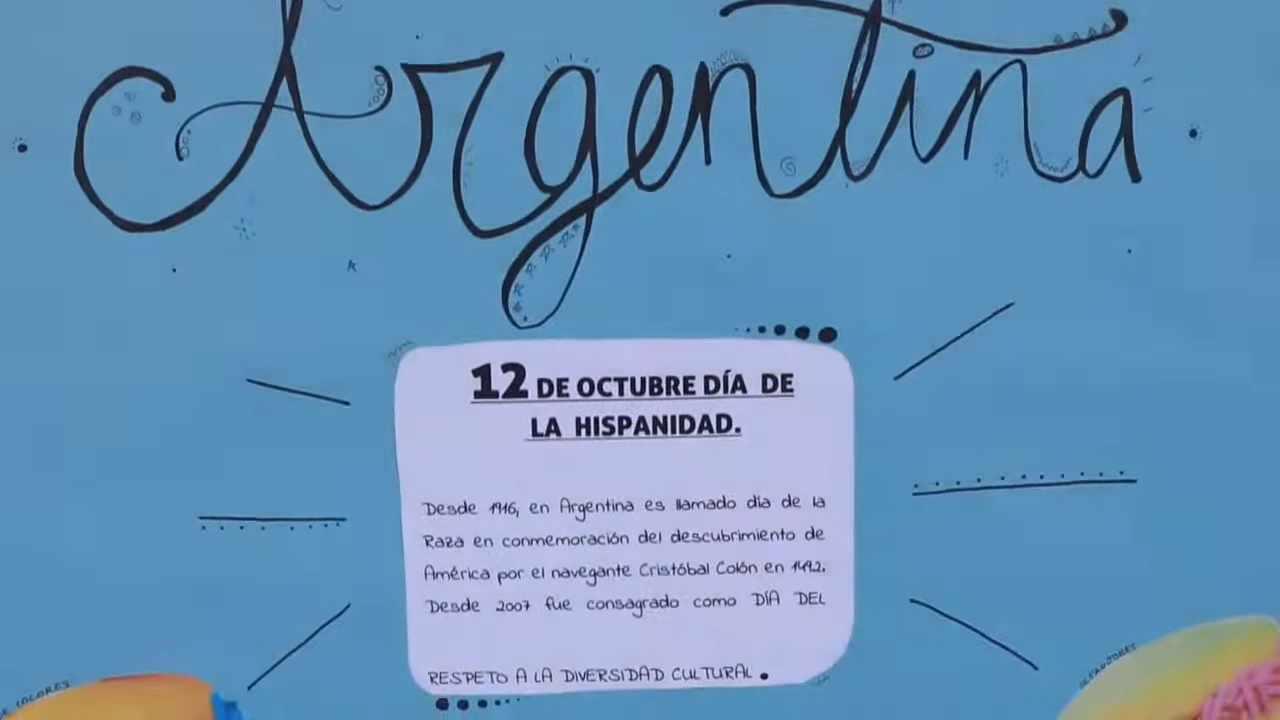 Argentina
12 DE OCTUBRE DÍA DE
LA HISPANIDAD.
Desde 1916, en Argentina es llamado día de la
Raza en conmemoración del descubrimiento de
América por el navegante Cristóbal Colón en 1492.
Desde 2007 fue consagrado como DÍA DEL
RESPETO A LA DIVERSIDAD CULTURAL.
ALFAJORES